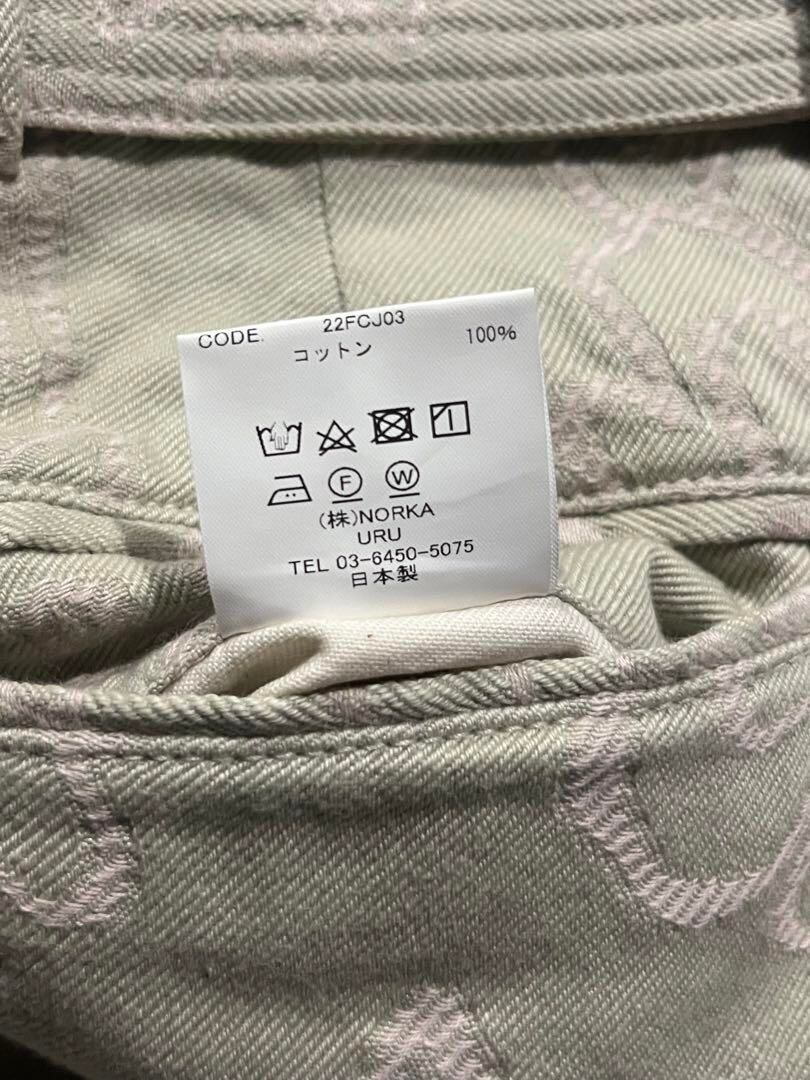 CODE. 22FCJ03
コットン 100%
F W
(株)NORKA
URU
TEL 03-6450-5075
日本製